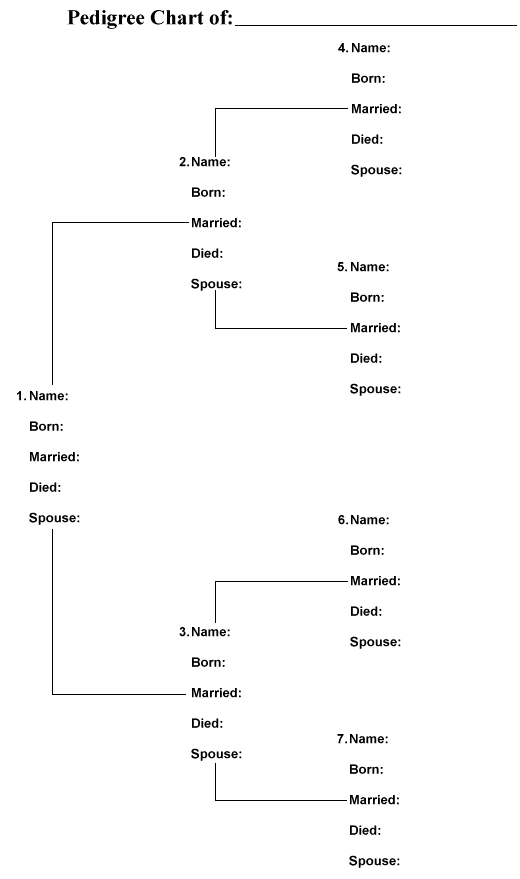 Pedigree Chart of:
4. Name:
Born:
Married:
Died:
Spouse:
2. Name:
Born:
Married:
Died:
Spouse:
5. Name:
Born:
Married:
Died:
Spouse:
1. Name:
Born:
Married:
Died:
Spouse:
6. Name:
Born:
Married:
Died:
Spouse:
3. Name:
Born:
Married:
Died:
Spouse:
7. Name:
Born:
Married:
Died:
Spouse: